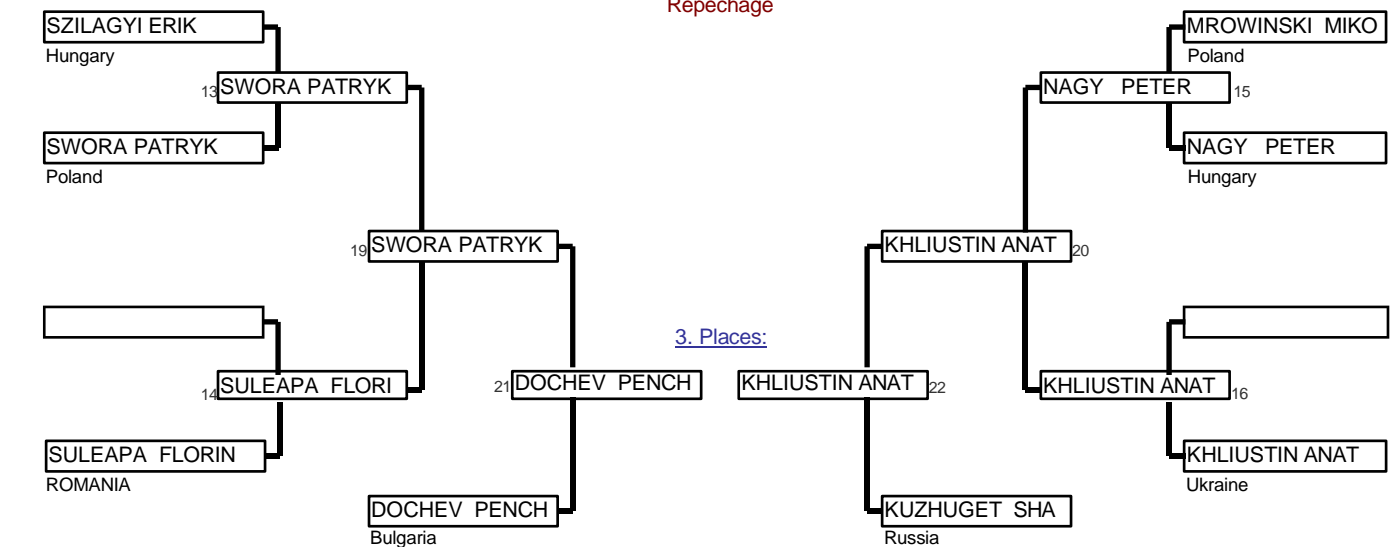 Repechage
SZILAGYI ERIK
Hungary
13 SWORA PATRYK
SWORA PATRYK
Poland
19 SWORA PATRYK
14 SULEAPA FLORI
SULEAPA FLORIN
ROMANIA
21 DOCHEV PENCH
DOCHEV PENCH
Bulgaria
3. Places:
MROWINSKI MIKO
Poland
NAGY PETER 15
NAGY PETER
Hungary
KHLIUSTIN ANAT 20
KHLIUSTIN ANAT 22
KHLIUSTIN ANAT 16
KHLIUSTIN ANAT
Ukraine
KUZHUGET SHA
Russia